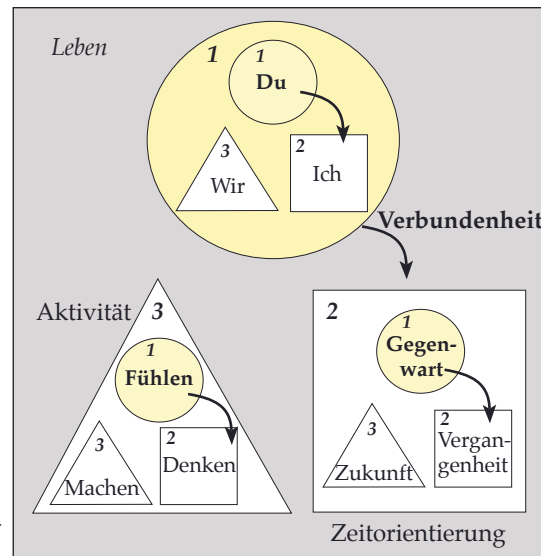 Leben
1
1
Du
2
Ich
3
Wir
Verbundenheit
Aktivität
3
1
Fühlen
2
Denken
3
Machen
2
1
Gegen-
wart
2
Vergan-
genheit
3
Zukunft
Zeitorientierung